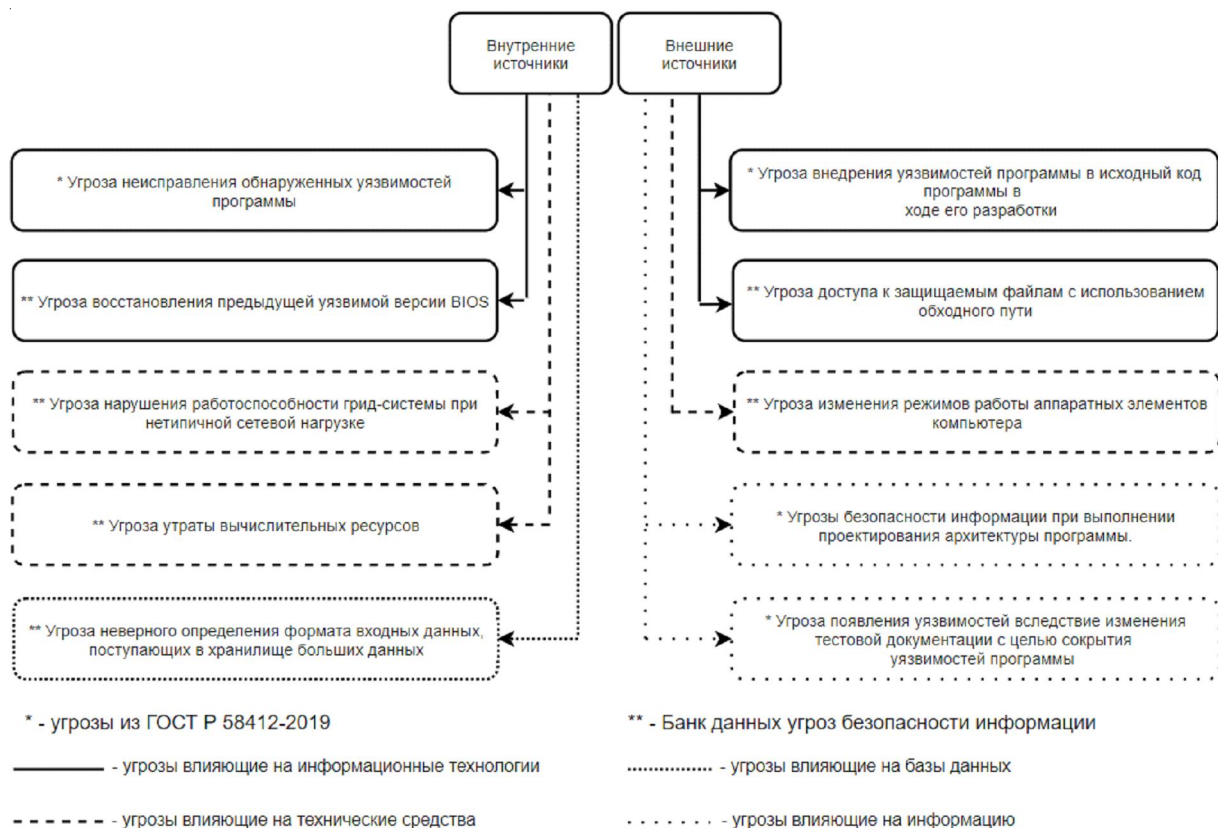 Внутренние
источники
Внешние
источники
* Угроза неисправления обнаруженных уязвимостей
программы
* Угроза внедрения уязвимостей программы в исходный код
программы в
ходе его разработки
** Угроза восстановления предыдущей уязвимой версии BIOS
** Угроза доступа к защищаемым файлам с использованием
обходного пути
** Угроза нарушения работоспособности грид-системы при
нетипичной сетевой нагрузке
** Угроза изменения режимов работы аппаратных элементов
компьютера
** Угроза утраты вычислительных ресурсов
* Угрозы безопасности информации при выполнении
проектирования архитектуры программы.
** Угроза неверного определения формата входных данных,
поступающих в хранилище больших данных
* Угроза появления уязвимостей вследствие изменения
тестовой документации с целью сокрытия
уязвимостей программы
* - угрозы из ГОСТ Р 58412-2019
** - Банк данных угроз безопасности информации
- угрозы влияющие на информационные технологии
- угрозы влияющие на базы данных
- угрозы влияющие на технические средства
- угрозы влияющие на информацию